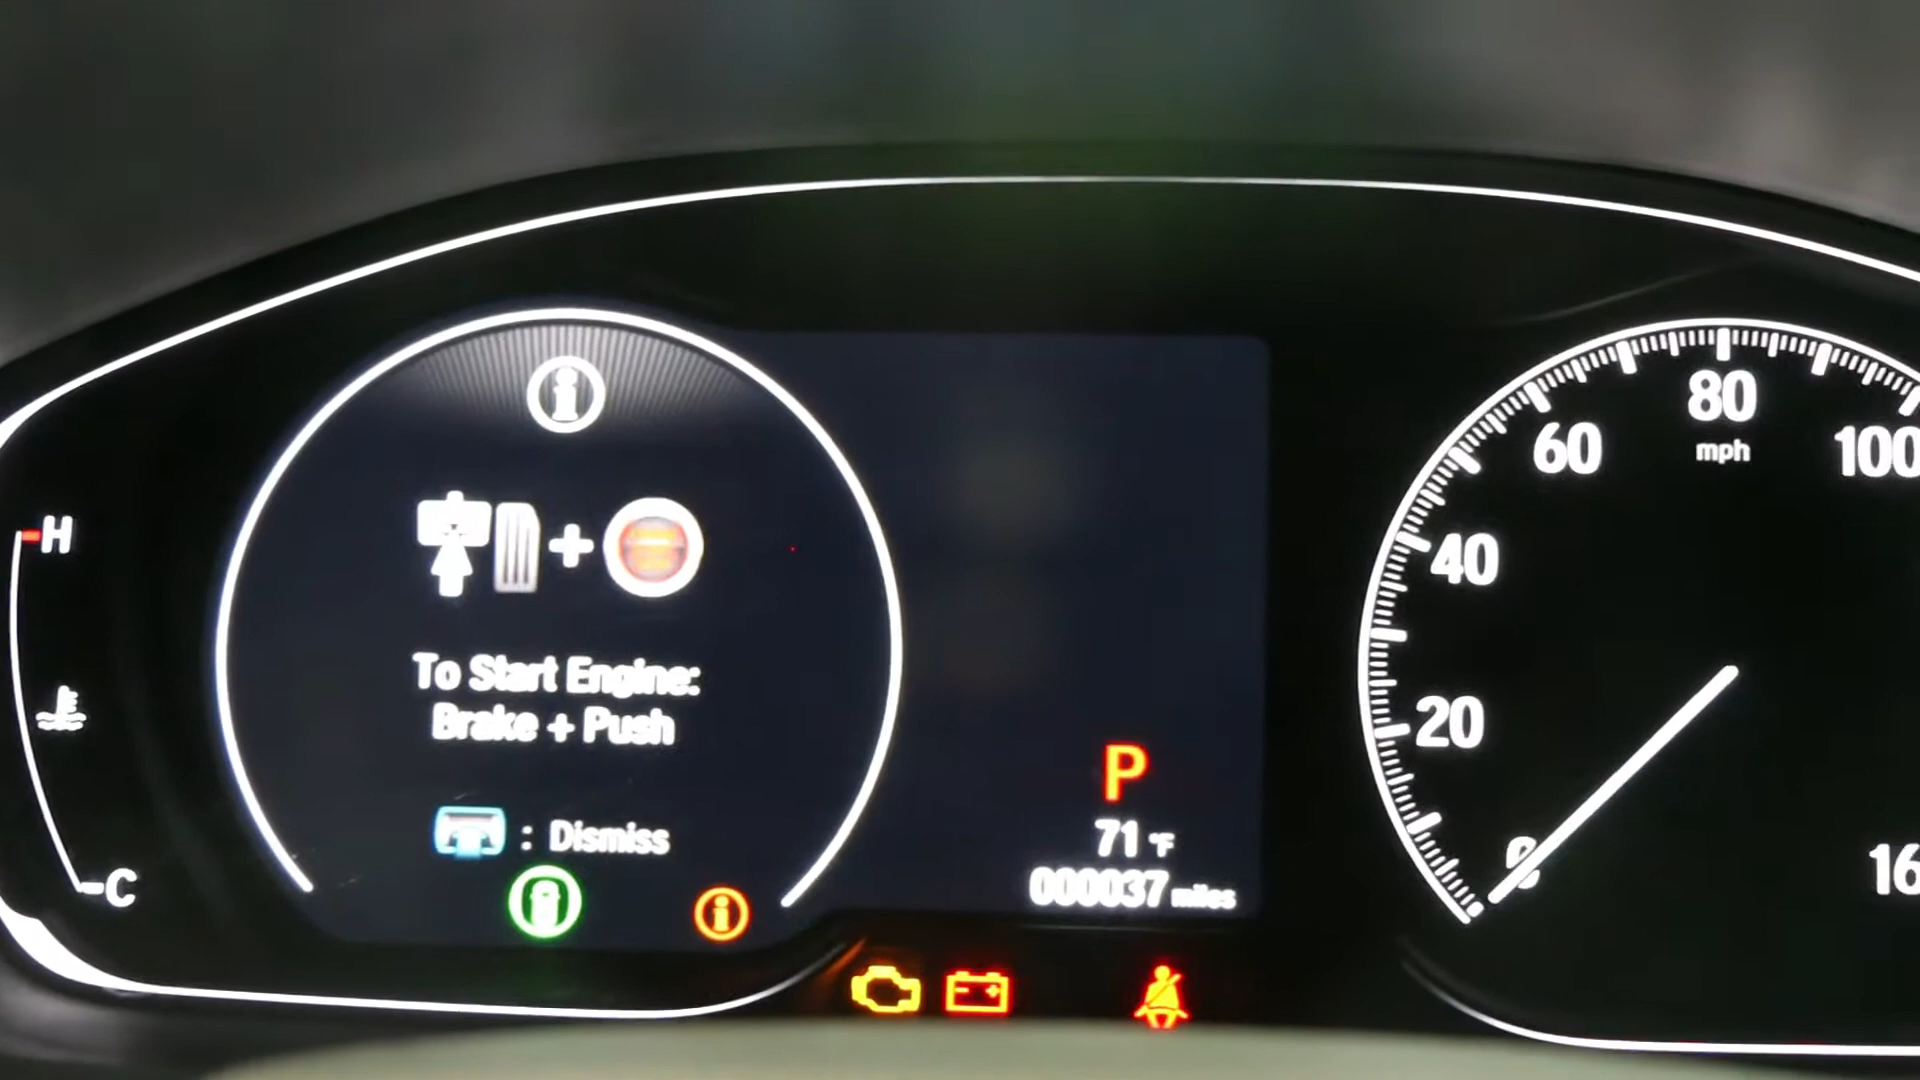 To Start Engine:
Brake + Push
: Dismiss
H
C
P
71 °F
000037 miles
0
20
40
60
80
mph
100
16